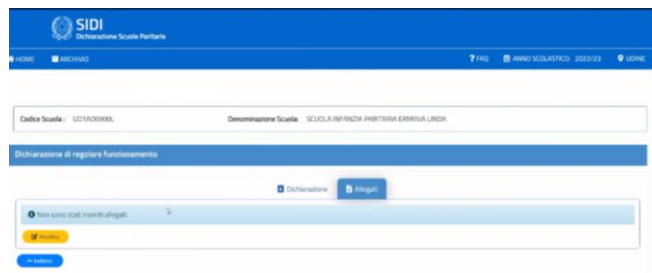 SIDI
Dichiarazione Scuole Paritarie
HOME ARCHIVIO ? FAQ ANNO SCOLASTICO: 2022/23 UDINE
Codice Scuola : Denominazione Scuola: SCUOLA INFANZIA PARITARIA ERMINIA LINDA
Dichiarazione di regolare funzionamento
Dichiarazione Allegati
Non sono stati inseriti allegati
Modifica
Indietro